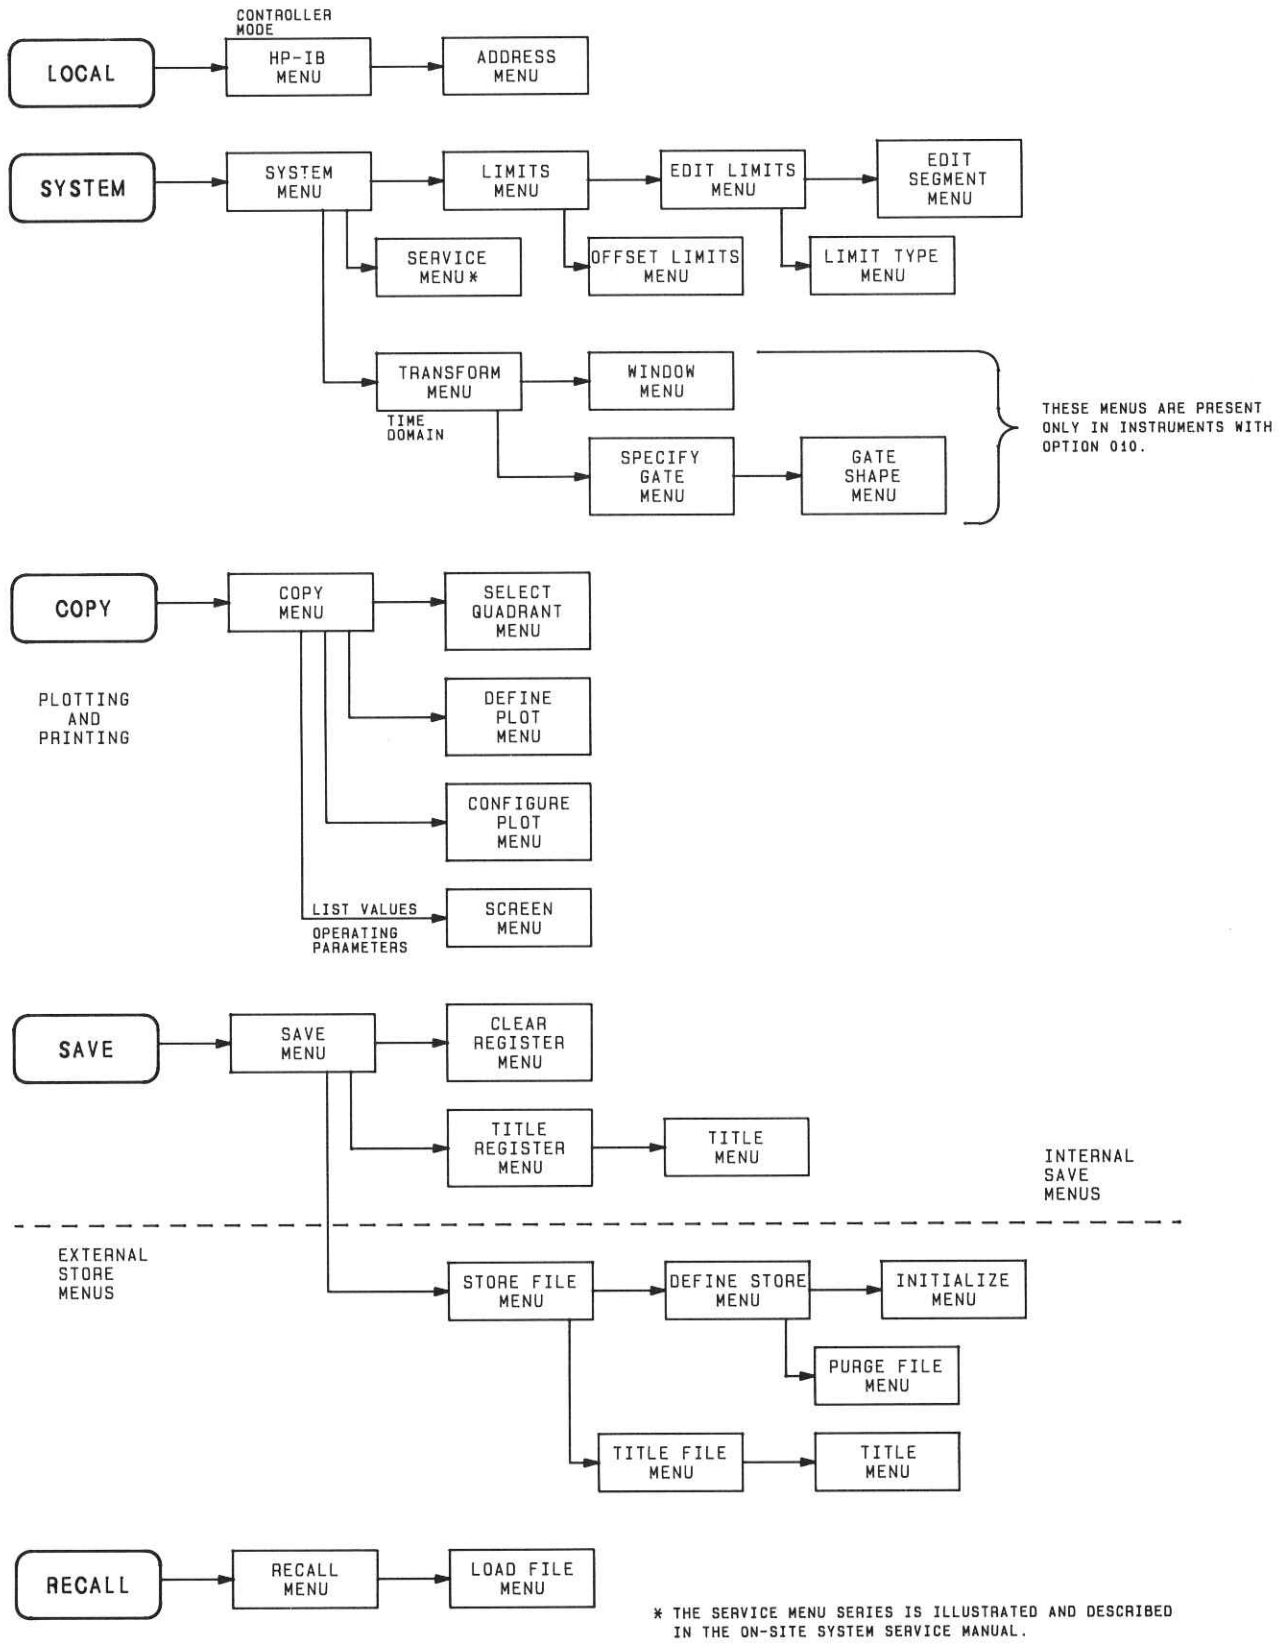 CONTROLLER
MODE
LOCAL
HP-IB
MENU
ADDRESS
MENU
SYSTEM
SYSTEM
MENU
LIMITS
MENU
EDIT LIMITS
MENU
EDIT
SEGMENT
MENU
SERVICE
MENU*
OFFSET LIMITS
MENU
LIMIT TYPE
MENU
TRANSFORM
MENU
TIME
DOMAIN
WINDOW
MENU
SPECIFY
GATE
MENU
GATE
SHAPE
MENU
THESE MENUS ARE PRESENT
ONLY IN INSTRUMENTS WITH
OPTION 010.
COPY
PLOTTING
AND
PRINTING
COPY
MENU
SELECT
QUADRANT
MENU
DEFINE
PLOT
MENU
CONFIGURE
PLOT
MENU
LIST VALUES
OPERATING
PARAMETERS
SCREEN
MENU
SAVE
SAVE
MENU
CLEAR
REGISTER
MENU
TITLE
REGISTER
MENU
TITLE
MENU
INTERNAL
SAVE
MENUS
EXTERNAL
STORE
MENUS
STORE FILE
MENU
DEFINE STORE
MENU
INITIALIZE
MENU
PURGE FILE
MENU
TITLE FILE
MENU
TITLE
MENU
RECALL
RECALL
MENU
LOAD FILE
MENU
* THE SERVICE MENU SERIES IS ILLUSTRATED AND DESCRIBED
IN THE ON-SITE SYSTEM SERVICE MANUAL.